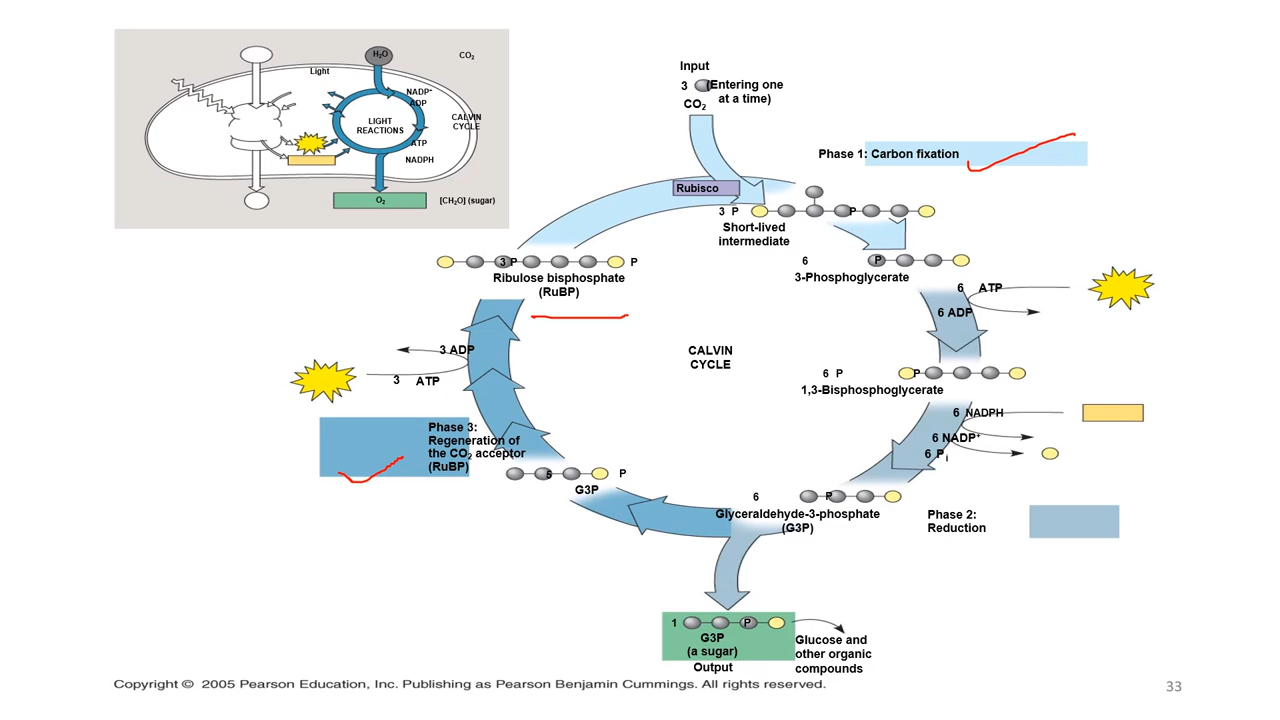 H₂O
CO₂
Light
NADP⁺
ADP
CALVIN
CYCLE
LIGHT
REACTIONS
ATP
NADPH
O₂
[CH₂O] (sugar)
Input
3 (Entering one
at a time)
CO₂
Phase 1: Carbon fixation
Rubisco
3 P
P
Short-lived
intermediate
3 P
P
Ribulose bisphosphate
(RuBP)
6
P
3-Phosphoglycerate
6 ATP
6 ADP
CALVIN
CYCLE
3 ADP
3 ATP
6 P
P
1,3-Bisphosphoglycerate
6 NADPH
6 NADP⁺
6 Pi
Phase 3:
Regeneration of
the CO₂ acceptor
(RuBP)
5
P
G3P
6
P
Glyceraldehyde-3-phosphate
(G3P)
Phase 2:
Reduction
1
P
G3P
(a sugar)
Output
Glucose and
other organic
compounds
Copyright © 2005 Pearson Education, Inc. Publishing as Pearson Benjamin Cummings. All rights reserved.
33